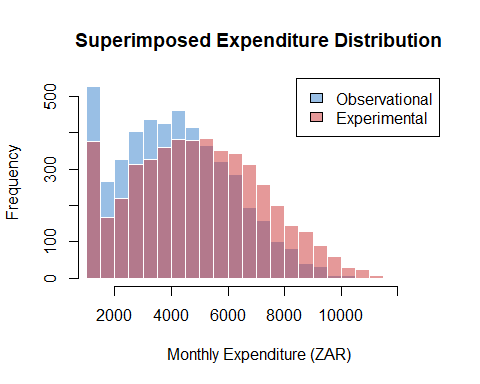 Superimposed Expenditure Distribution
Observational
Experimental
Frequency
500
300
100
0
2000 4000 6000 8000 10000
Monthly Expenditure (ZAR)